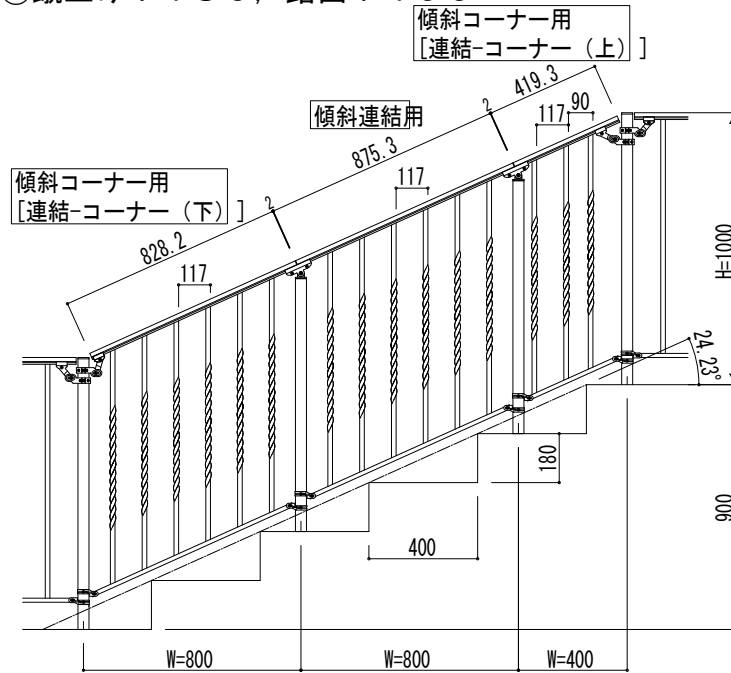 傾斜コーナー用
[連結-コーナー（上）]
419.3
2
90
117
傾斜連結用
875.3
117
傾斜コーナー用
[連結-コーナー（下）]
2
828.2
117
H=1000
24.23°
180
400
900
W=800
W=800
W=400